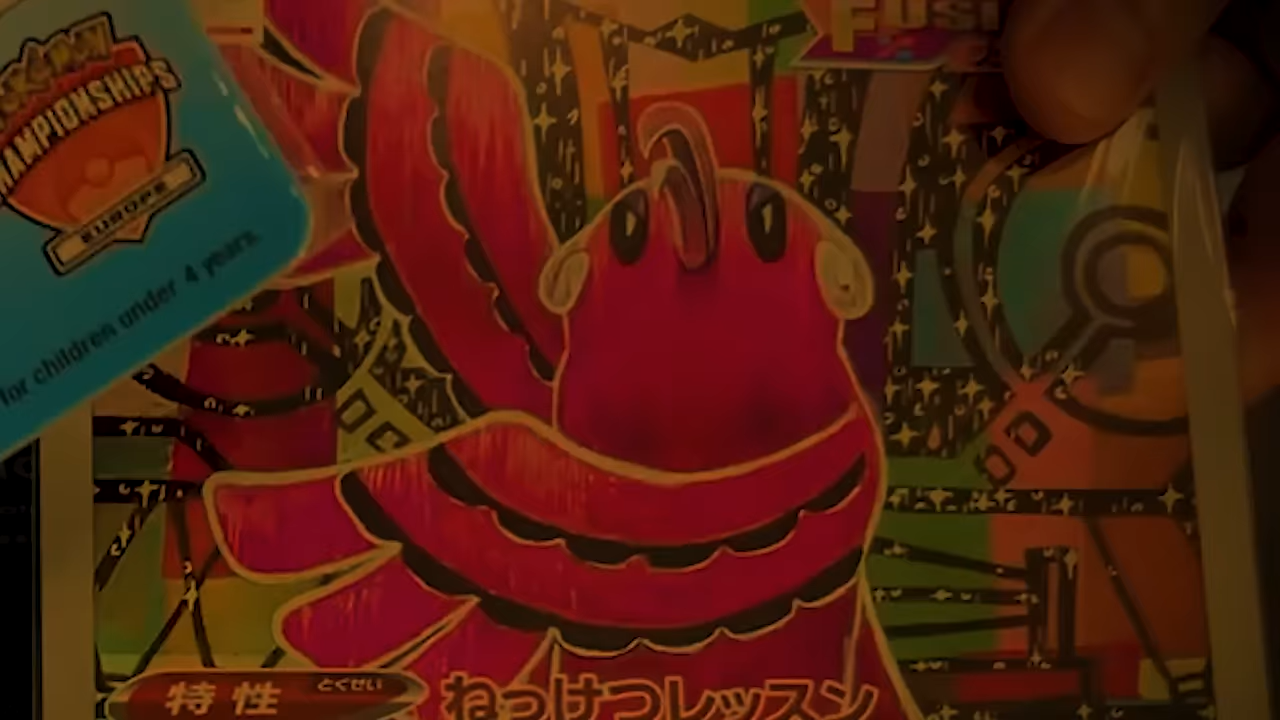 CHAMPIONSHIPS
EUROPE
for children under 4 years.
特性
とくせい
ねっけつレッスン